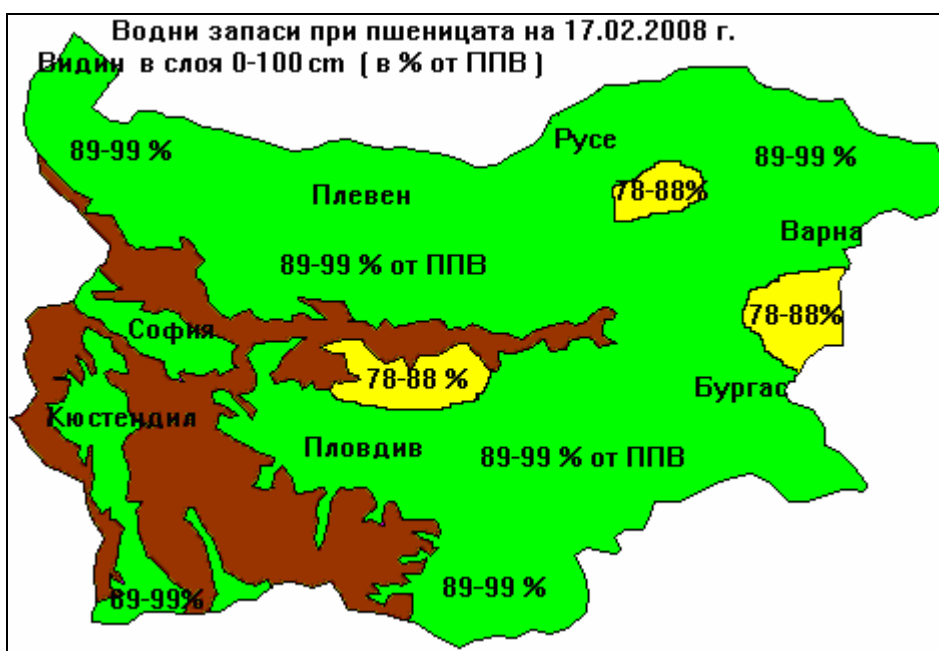 Водни запаси при пшеницата на 17.02.2008 г.
Видин в слоя 0-100 cm ( в % от ППВ )
Русе
89-99 %
89-99 %
78-88%
Плевен
Варна
89-99 % от ППВ
78-88%
София
78-88 %
Бургас
Кюстендил
Пловдив
89-99 % от ППВ
89-99 %
89-99%